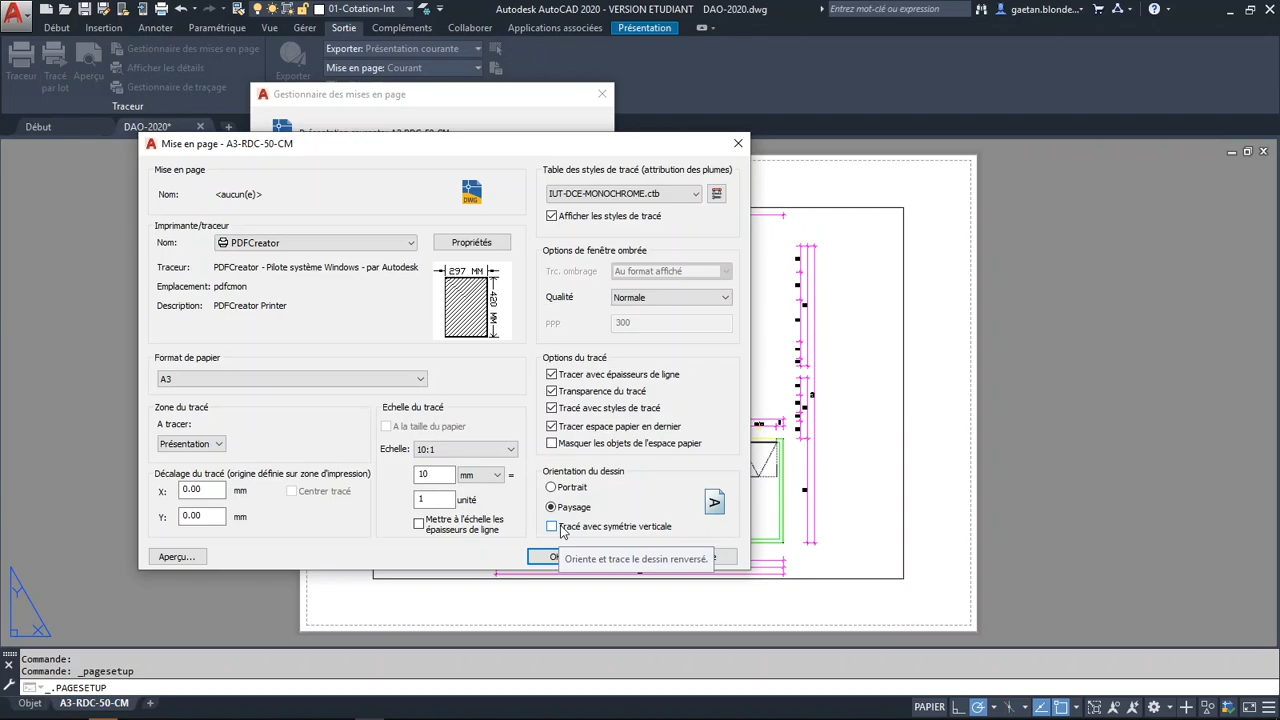 01-Cotation-Int
Autodesk AutoCAD 2020 - VERSION ETUDIANT
DAO-2020.dwg
Entrez mot-clé ou expression
gaetan.blonde...
Début
Insertion
Annoter
Paramétrique
Vue
Gérer
Sortie
Compléments
Collaborer
Applications associées
Présentation
Traceur
Tracé
par lot
Aperçu
Gestionnaire des mises en page
Afficher les détails
Gestionnaire de traçage
Exporter
Exporter: Présentation courante
Mise en page: Courant
Traceur
Début
DAO-2020*
Gestionnaire des mises en page
Mise en page - A3-RDC-50-CM
Mise en page
Nom:
<aucun(e)>
DWG
Imprimante/traceur
Nom:
PDFCreator
Propriétés
Traceur:
PDFCreator - Pilote système Windows - par Autodesk
Emplacement:
pdfcmon
Description:
PDFCreator Printer
297 MM
420 MM
Format de papier
A3
Zone du tracé
A tracer:
Présentation
Echelle du tracé
A la taille du papier
Echelle:
10:1
10
mm
=
1
unité
Mettre à l'échelle les
épaisseurs de ligne
Décalage du tracé (origine définie sur zone d'impression)
X:
0.00
mm
Centrer tracé
Y:
0.00
mm
Aperçu...
Table des styles de tracé (attribution des plumes)
IUT-DCE-MONOCHROME.ctb
Afficher les styles de tracé
Options de fenêtre ombrée
Trc. ombrage
Au format affiché
Qualité
Normale
PPP
300
Options du tracé
Tracer avec épaisseurs de ligne
Transparence du tracé
Tracé avec styles de tracé
Tracer espace papier en dernier
Masquer les objets de l'espace papier
Orientation du dessin
Portrait
Paysage
Tracé avec symétrie verticale
A
Oriente et trace le dessin renversé.
Y
X
Commande:
Commande: _pagesetup
_.PAGESETUP
Objet
A3-RDC-50-CM
PAPIER